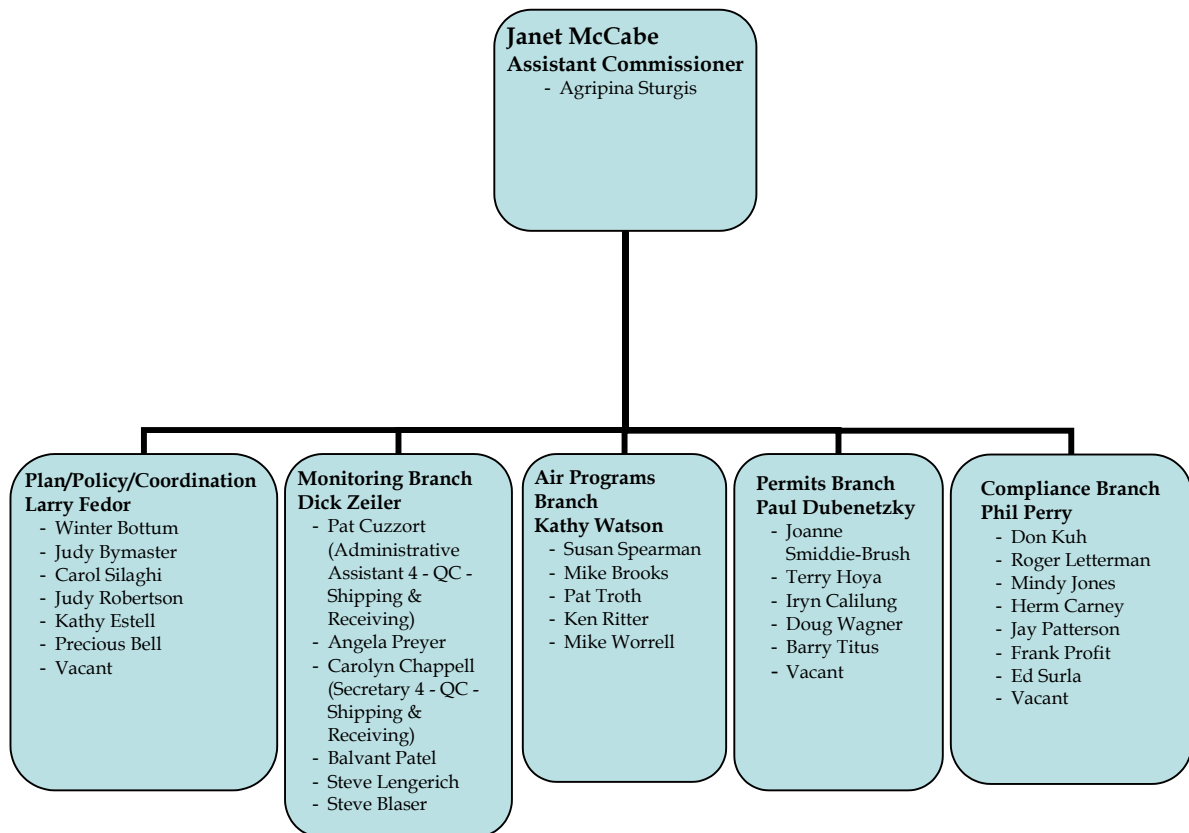 Janet McCabe
Assistant Commissioner
- Agripina Sturgis
Plan/Policy/Coordination
Larry Fedor
- Winter Bottum
- Judy Bymaster
- Carol Silaghi
- Judy Robertson
- Kathy Estell
- Precious Bell
- Vacant
Monitoring Branch
Dick Zeiler
- Pat Cuzzort
(Administrative
Assistant 4 - QC -
Shipping &
Receiving)
- Angela Preyer
- Carolyn Chappell
(Secretary 4 - QC -
Shipping &
Receiving)
- Balvant Patel
- Steve Lengerich
- Steve Blaser
Air Programs
Branch
Kathy Watson
- Susan Spearman
- Mike Brooks
- Pat Troth
- Ken Ritter
- Mike Worrell
Permits Branch
Paul Dubenetzky
- Joanne
Smiddie-Brush
- Terry Hoya
- Iryn Calilung
- Doug Wagner
- Barry Titus
- Vacant
Compliance Branch
Phil Perry
- Don Kuh
- Roger Letterman
- Mindy Jones
- Herm Carney
- Jay Patterson
- Frank Profit
- Ed Surla
- Vacant